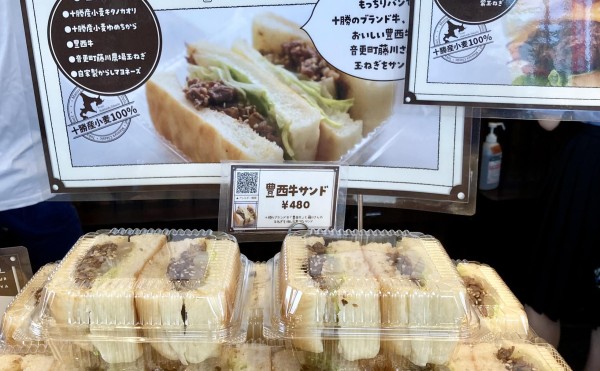 ●十勝産小麦キタノカオリ
●十勝産小麦ゆめちから
●豊西牛
●音更町藤川農場玉ねぎ
●自家製からしマヨネーズ
十勝産小麦100%
もっちりパン
十勝のブランド牛、
おいしい豊西牛
音更町藤川さ
玉ねぎをサン
十勝産小麦100%
豊西牛サンド
¥480